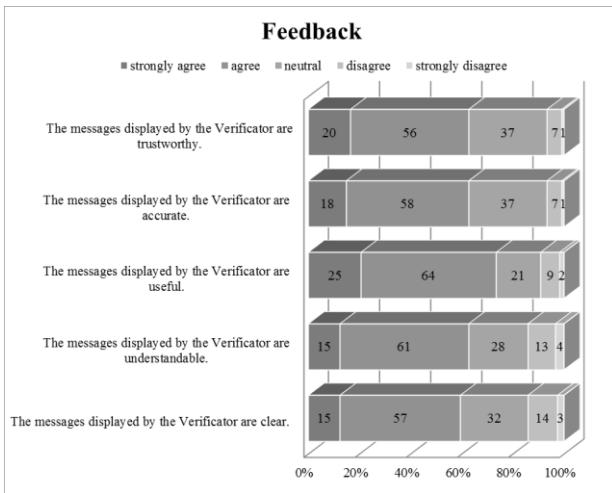 Feedback
strongly agree agree neutral disagree strongly disagree
The messages displayed by the Verificator are
trustworthy.
20 56 37 7 1
The messages displayed by the Verificator are
accurate.
18 58 37 7 1
The messages displayed by the Verificator are
useful.
25 64 21 9 2
The messages displayed by the Verificator are
understandable.
15 61 28 13 4
The messages displayed by the Verificator are clear.
15 57 32 14 3
0% 20% 40% 60% 80% 100%